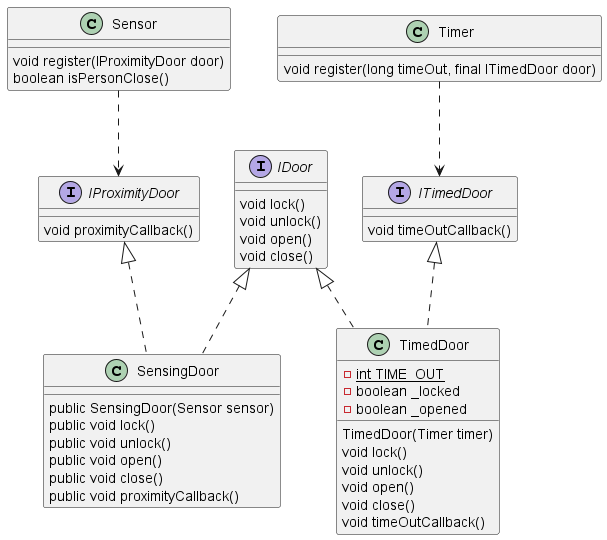 C Sensor
void register(IProximityDoor door)
boolean isPersonClose()
C Timer
void register(long timeOut, final ITimedDoor door)
I IProximityDoor
void proximityCallback()
I IDoor
void lock()
void unlock()
void open()
void close()
I ITimedDoor
void timeOutCallback()
C SensingDoor
public SensingDoor(Sensor sensor)
public void lock()
public void unlock()
public void open()
public void close()
public void proximityCallback()
C TimedDoor
int TIME_OUT
boolean _locked
boolean _opened
TimedDoor(Timer timer)
void lock()
void unlock()
void open()
void close()
void timeOutCallback()